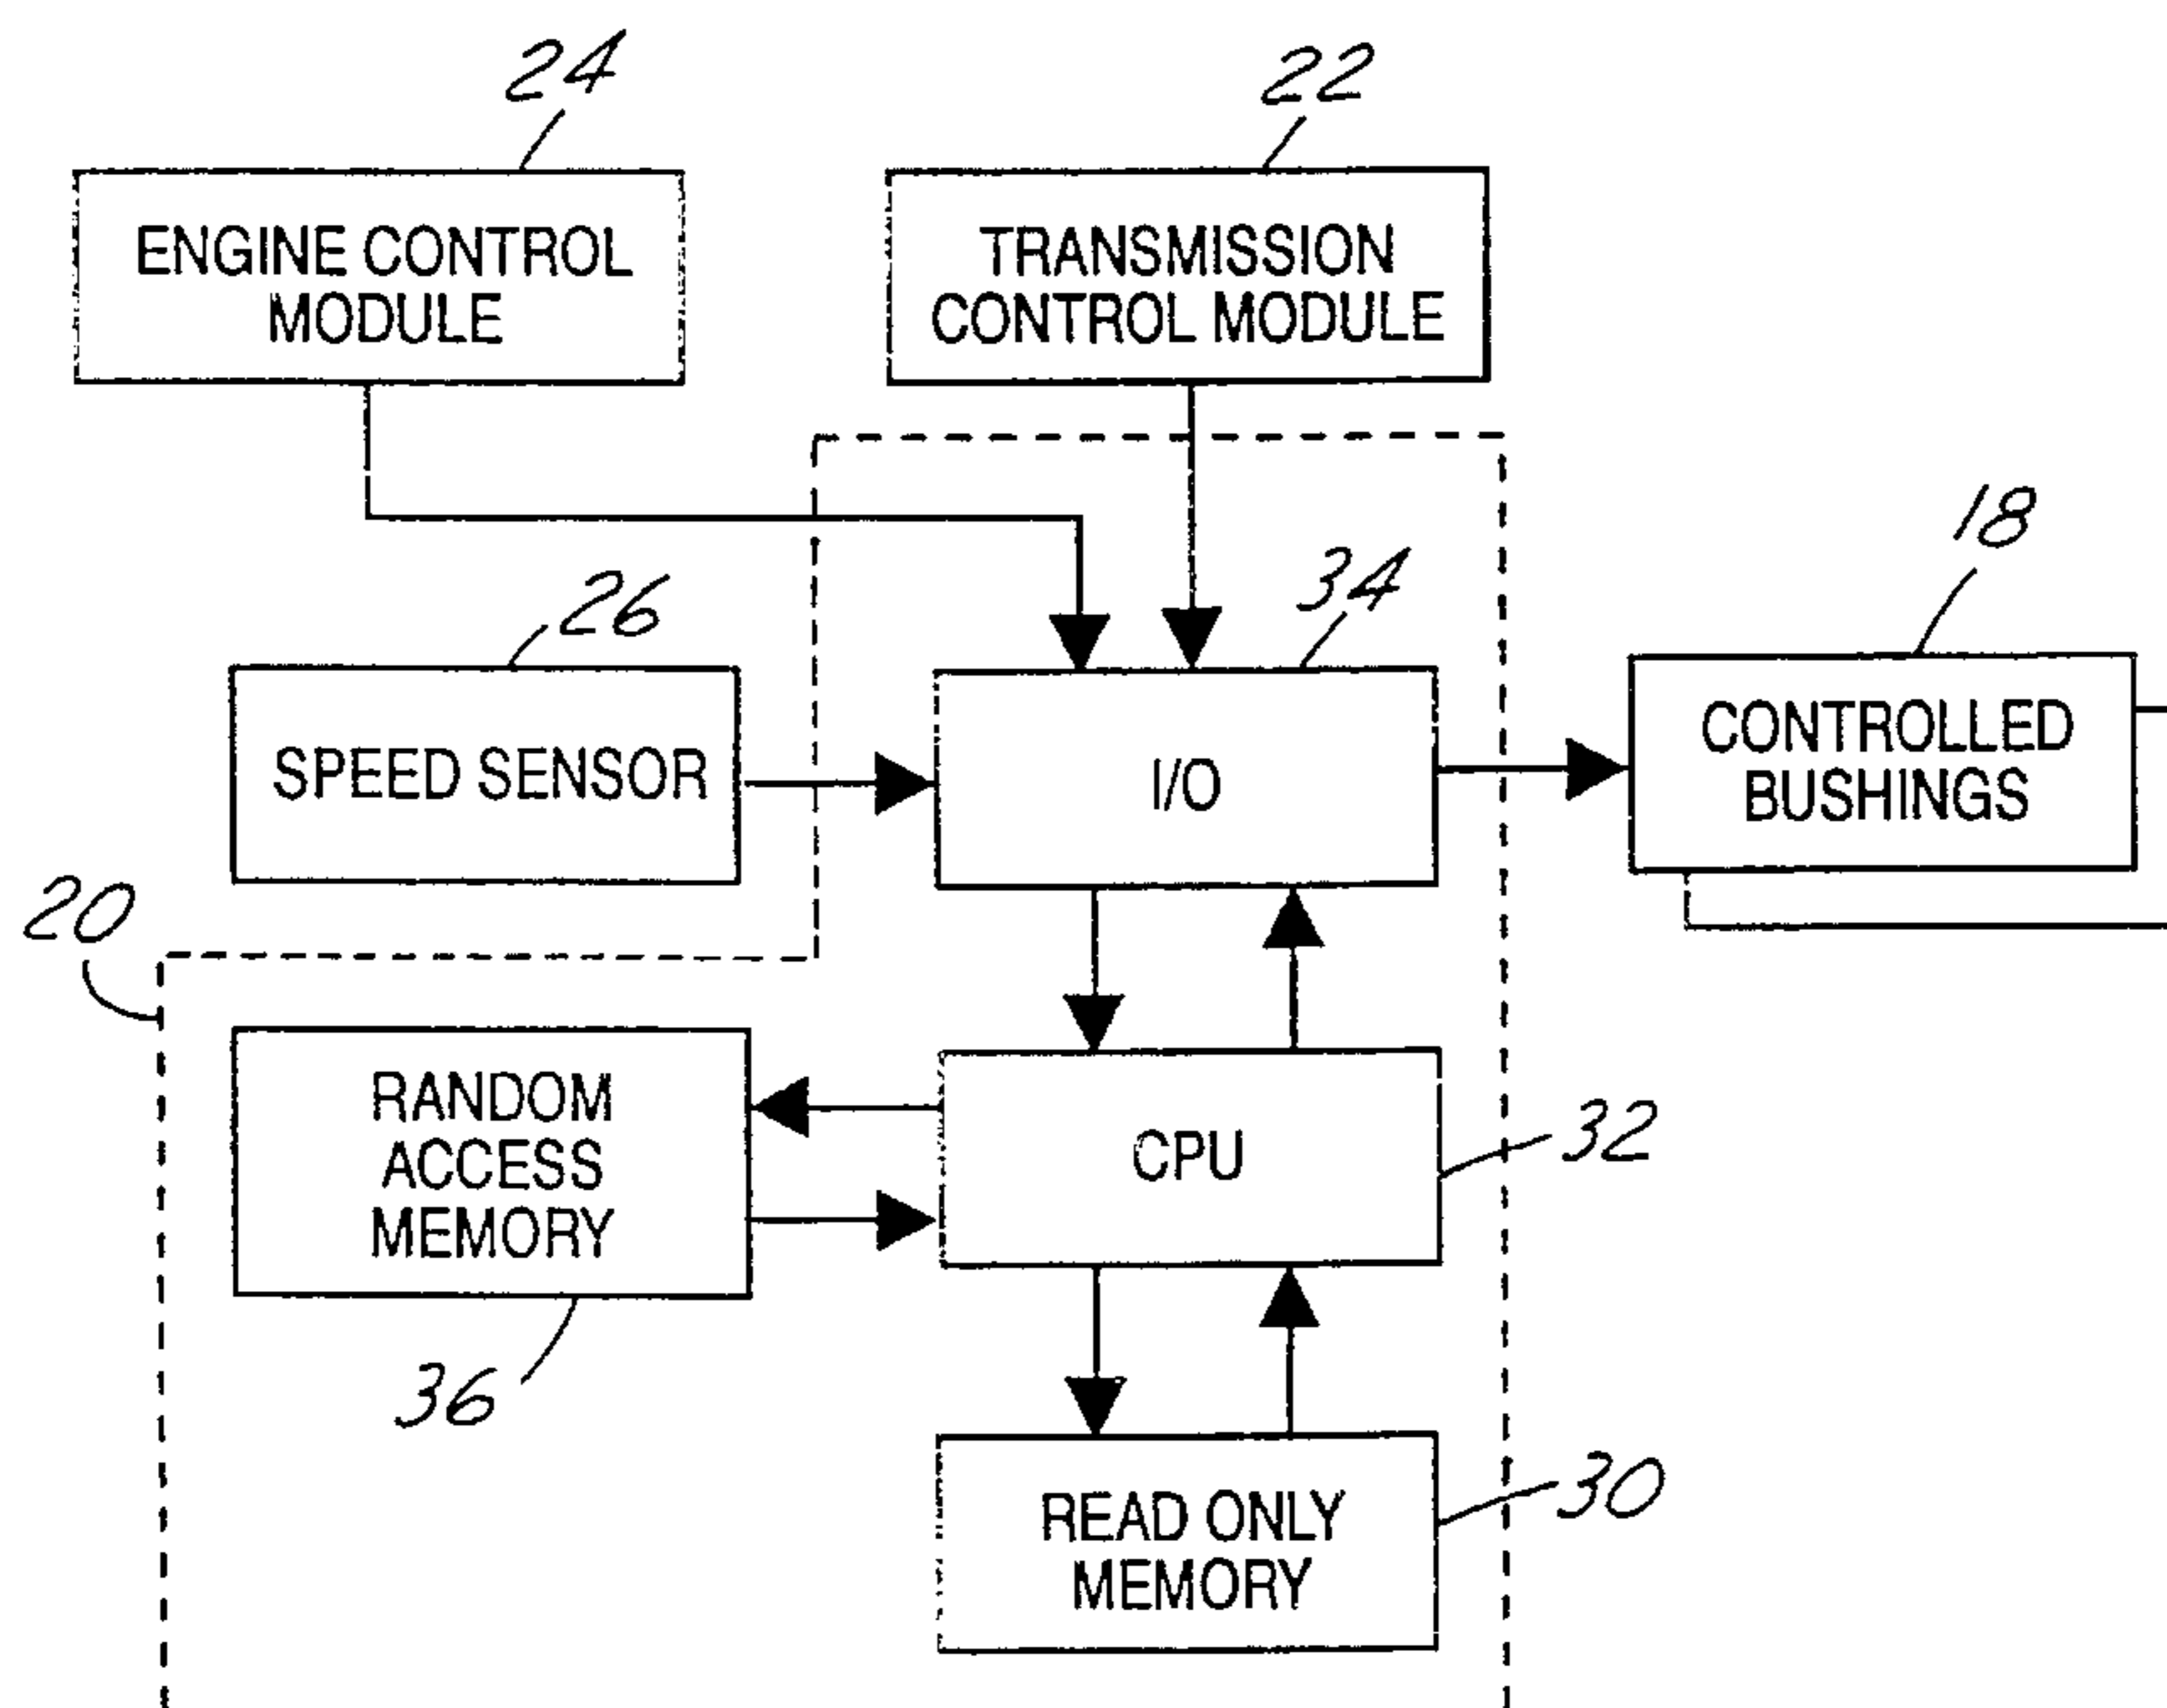 24
22
ENGINE CONTROL
MODULE
TRANSMISSION
CONTROL MODULE
18
34
26
SPEED SENSOR
I/O
CONTROLLED
BUSHINGS
20
RANDOM
ACCESS
MEMORY
CPU
32
36
READ ONLY
MEMORY
30